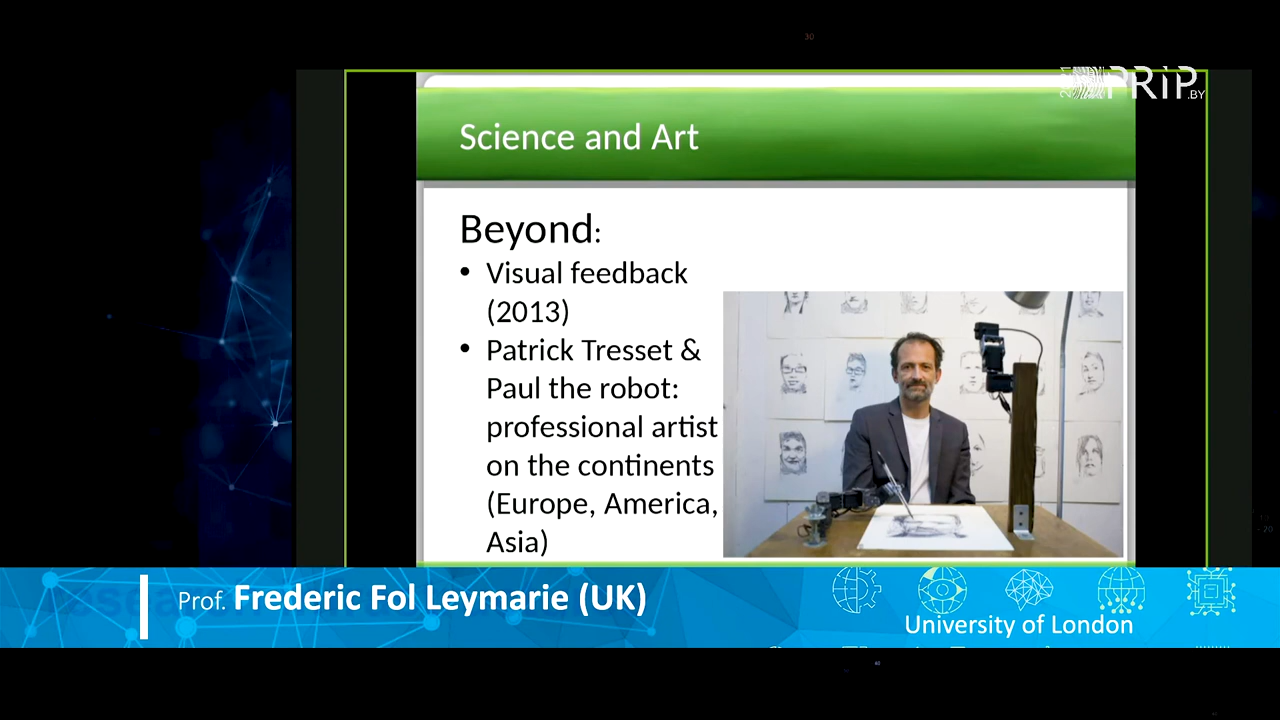 30
PRIP
.BY
Science and Art
Beyond:
• Visual feedback
(2013)
• Patrick Tresset &
Paul the robot:
professional artist
on the continents
(Europe, America,
Asia)
Prof. Frederic Fol Leymarie (UK)
University of London